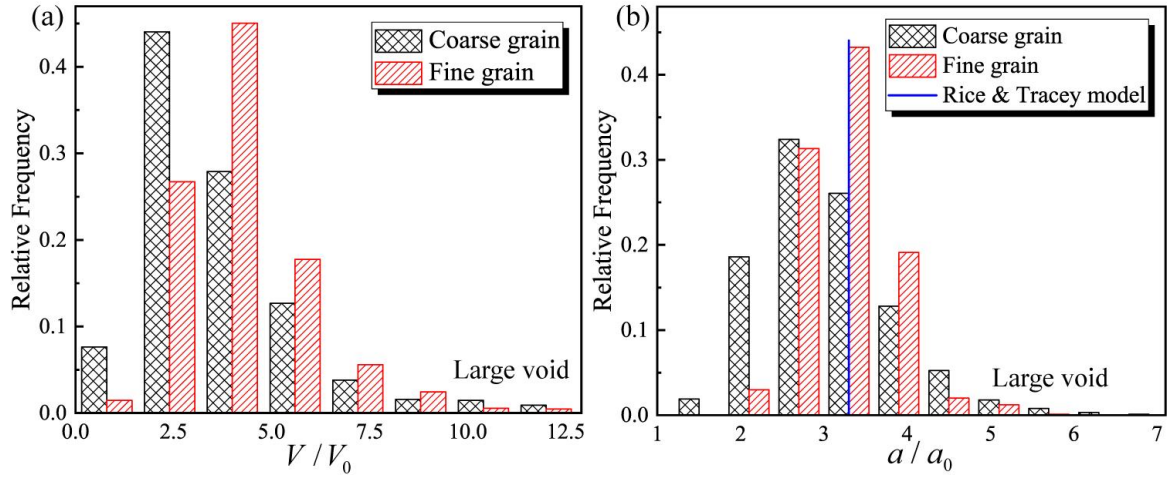 (a)
Coarse grain
Fine grain
Relative Frequency
0.4
0.3
0.2
0.1
0.0
Large void
0.0 2.5 5.0 7.5 10.0 12.5
V / V₀
(b)
Coarse grain
Fine grain
Rice & Tracey model
Relative Frequency
0.4
0.3
0.2
0.1
0.0
Large void
1 2 3 4 5 6 7
a / a₀